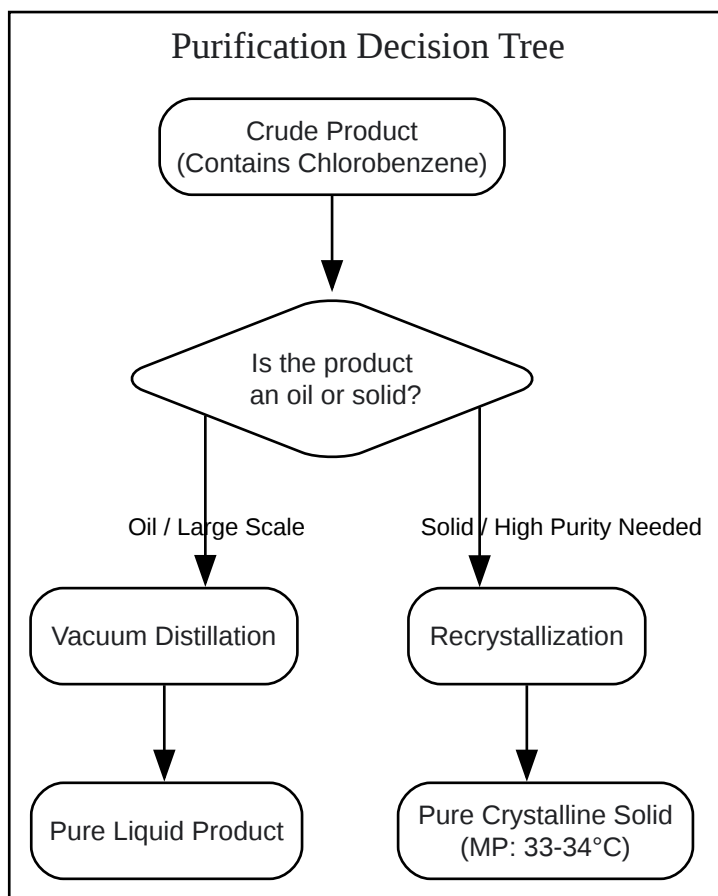 Purification Decision Tree
Crude Product
(Contains Chlorobenzene)
Is the product
an oil or solid?
Oil / Large Scale
Solid / High Purity Needed
Vacuum Distillation
Recrystallization
Pure Liquid Product
Pure Crystalline Solid
(MP: 33-34°C)